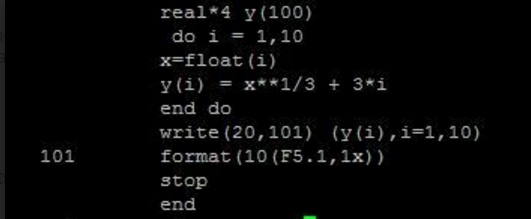 real*4 y(100)
do i = 1,10
x=float(i)
y(i) = x**1/3 + 3*i
end do
write(20,101) (y(i),i=1,10)
101 format(10(F5.1,1x))
stop
end